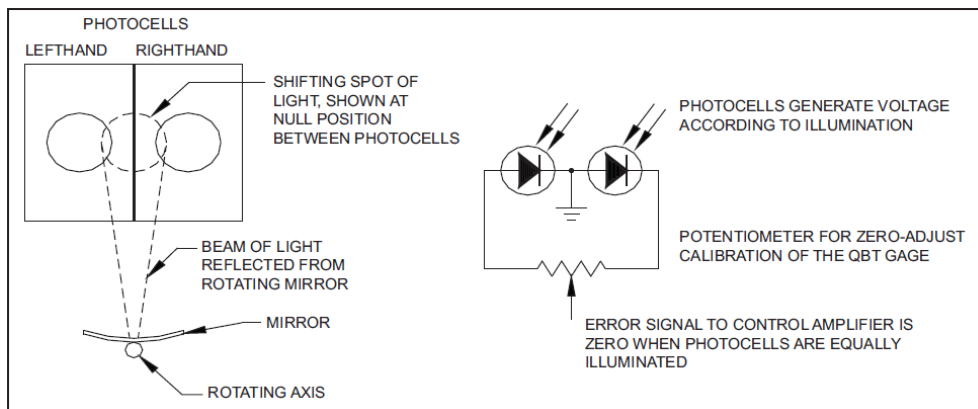 PHOTOCELLS
LEFTHAND RIGHTHAND
SHIFTING SPOT OF
LIGHT, SHOWN AT
NULL POSITION
BETWEEN PHOTOCELLS
BEAM OF LIGHT
REFLECTED FROM
ROTATING MIRROR
MIRROR
ROTATING AXIS
PHOTOCELLS GENERATE VOLTAGE
ACCORDING TO ILLUMINATION
POTENTIOMETER FOR ZERO-ADJUST
CALIBRATION OF THE QBT GAGE
ERROR SIGNAL TO CONTROL AMPLIFIER IS
ZERO WHEN PHOTOCELLS ARE EQUALLY
ILLUMINATED